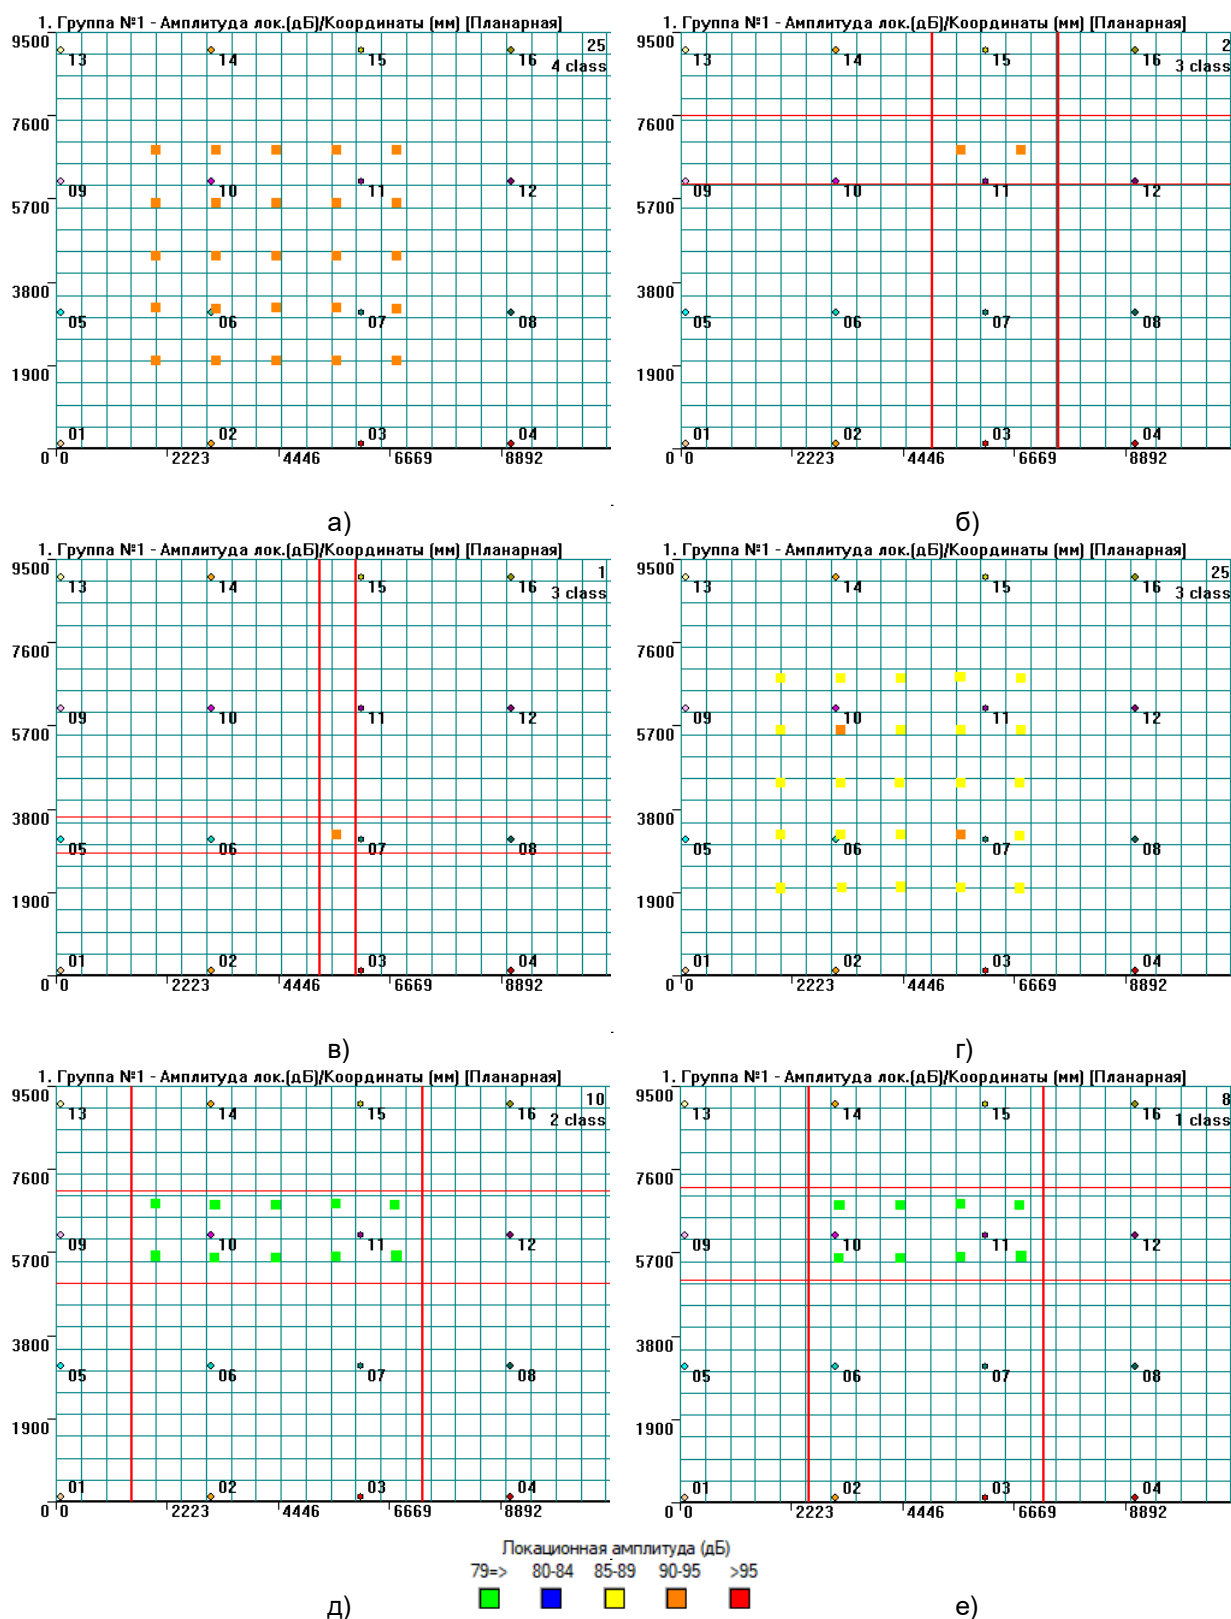 1. Группа №1 - Амплитуда лок.(дБ)/Координаты (мм) [Планарная]
9500
13 14 15 16
25
4 class
7600
09 10 11 12
5700
3800
05 06 07 08
1900
01 02 03 04
0 0 2223 4446 6669 8892
а)
1. Группа №1 - Амплитуда лок.(дБ)/Координаты (мм) [Планарная]
9500
13 14 15 16
2
3 class
7600
09 10 11 12
5700
3800
05 06 07 08
1900
01 02 03 04
0 0 2223 4446 6669 8892
б)
1. Группа №1 - Амплитуда лок.(дБ)/Координаты (мм) [Планарная]
9500
13 14 15 16
1
3 class
7600
09 10 11 12
5700
3800
05 06 07 08
1900
01 02 03 04
0 0 2223 4446 6669 8892
в)
1. Группа №1 - Амплитуда лок.(дБ)/Координаты (мм) [Планарная]
9500
13 14 15 16
25
3 class
7600
09 10 11 12
5700
3800
05 06 07 08
1900
01 02 03 04
0 0 2223 4446 6669 8892
г)
1. Группа №1 - Амплитуда лок.(дБ)/Координаты (мм) [Планарная]
9500
13 14 15 16
10
2 class
7600
09 10 11 12
5700
3800
05 06 07 08
1900
01 02 03 04
0 0 2223 4446 6669 8892
1. Группа №1 - Амплитуда лок.(дБ)/Координаты (мм) [Планарная]
9500
13 14 15 16
8
1 class
7600
09 10 11 12
5700
3800
05 06 07 08
1900
01 02 03 04
0 0 2223 4446 6669 8892
Локационная амплитуда (дБ)
79=> 80-84 85-89 90-95 >95
д)
е)